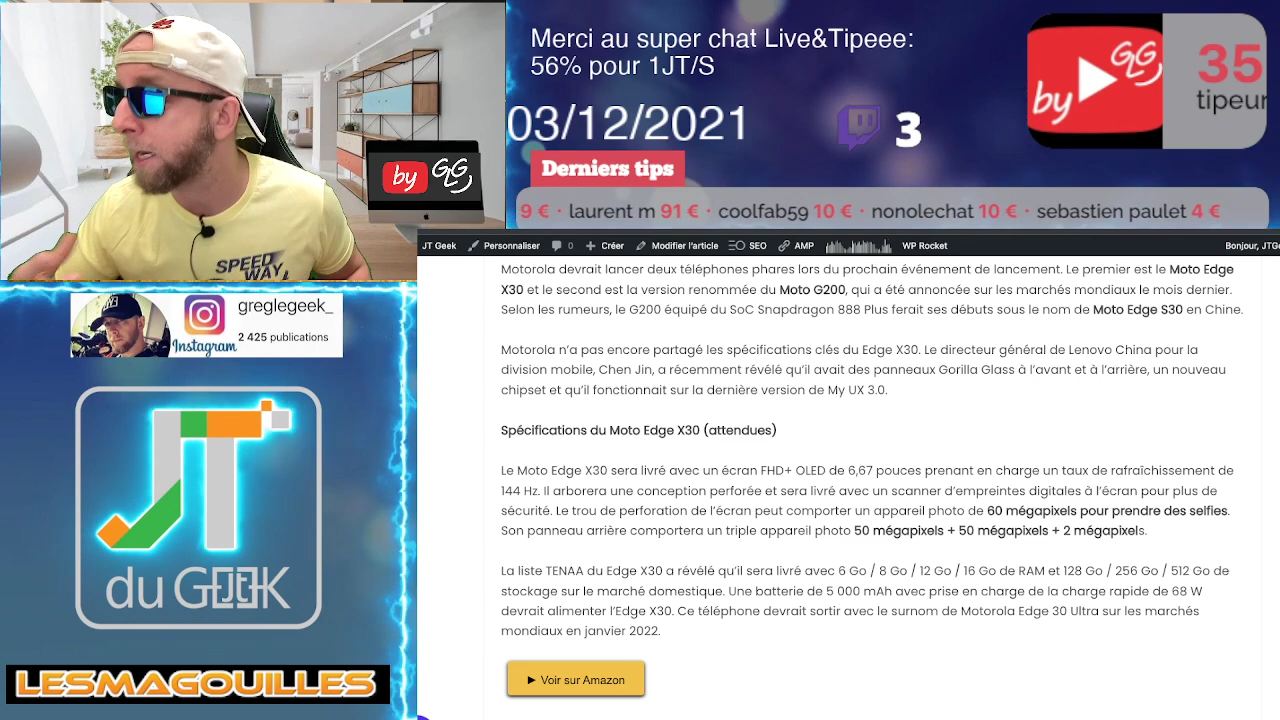 Merci au super chat Live&Tipeee:
56% pour 1JT/S
03/12/2021
3
by GLG
35
tipeur
Derniers tips
9 € · laurent m 91 € · coolfab59 10 € · nonolechat 10 € · sebastien paulet 4 €
by GLG
SPEED
WAY
JT Geek Personnaliser 0 Créer Modifier l'article SEO AMP WP Rocket Bonjour, JTGe
greglegeek_
2 425 publications
Instagram
JT
du GEEK
LESMAGOUILLES
Motorola devrait lancer deux téléphones phares lors du prochain événement de lancement. Le premier est le Moto Edge
X30 et le second est la version renommée du Moto G200, qui a été annoncée sur les marchés mondiaux le mois dernier.
Selon les rumeurs, le G200 équipé du SoC Snapdragon 888 Plus ferait ses débuts sous le nom de Moto Edge S30 en Chine.
Motorola n'a pas encore partagé les spécifications clés du Edge X30. Le directeur général de Lenovo China pour la
division mobile, Chen Jin, a récemment révélé qu'il avait des panneaux Gorilla Glass à l'avant et à l'arrière, un nouveau
chipset et qu'il fonctionnait sur la dernière version de My UX 3.0.
Spécifications du Moto Edge X30 (attendues)
Le Moto Edge X30 sera livré avec un écran FHD+ OLED de 6,67 pouces prenant en charge un taux de rafraîchissement de
144 Hz. Il arborera une conception perforée et sera livré avec un scanner d'empreintes digitales à l'écran pour plus de
sécurité. Le trou de perforation de l'écran peut comporter un appareil photo de 60 mégapixels pour prendre des selfies.
Son panneau arrière comportera un triple appareil photo 50 mégapixels + 50 mégapixels + 2 mégapixels.
La liste TENAA du Edge X30 a révélé qu'il sera livré avec 6 Go / 8 Go / 12 Go / 16 Go de RAM et 128 Go / 256 Go / 512 Go de
stockage sur le marché domestique. Une batterie de 5 000 mAh avec prise en charge de la charge rapide de 68 W
devrait alimenter l'Edge X30. Ce téléphone devrait sortir avec le surnom de Motorola Edge 30 Ultra sur les marchés
mondiaux en janvier 2022.
► Voir sur Amazon